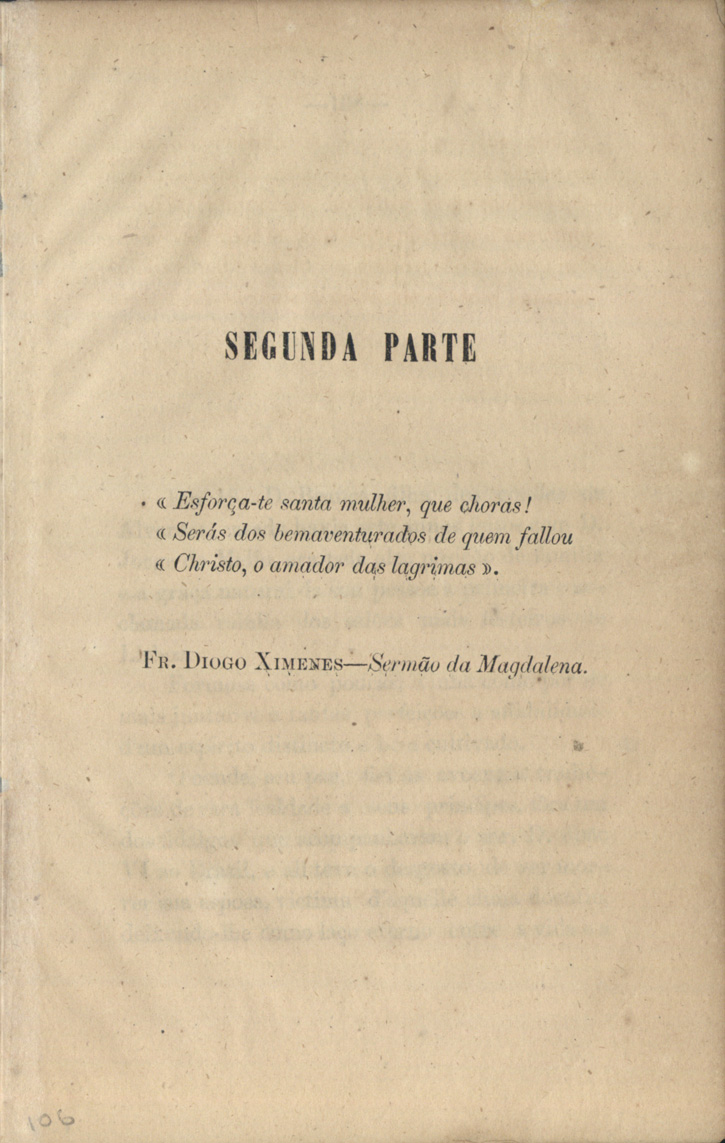 SEGUNDA PARTE
« Esforça-te santa mulher, que choras!
« Serás dos bemaventurados de quem fallou
« Christo, o amador das lagrimas ».
FR. DIOGO XIMENES—Sermão da Magdalena.
106